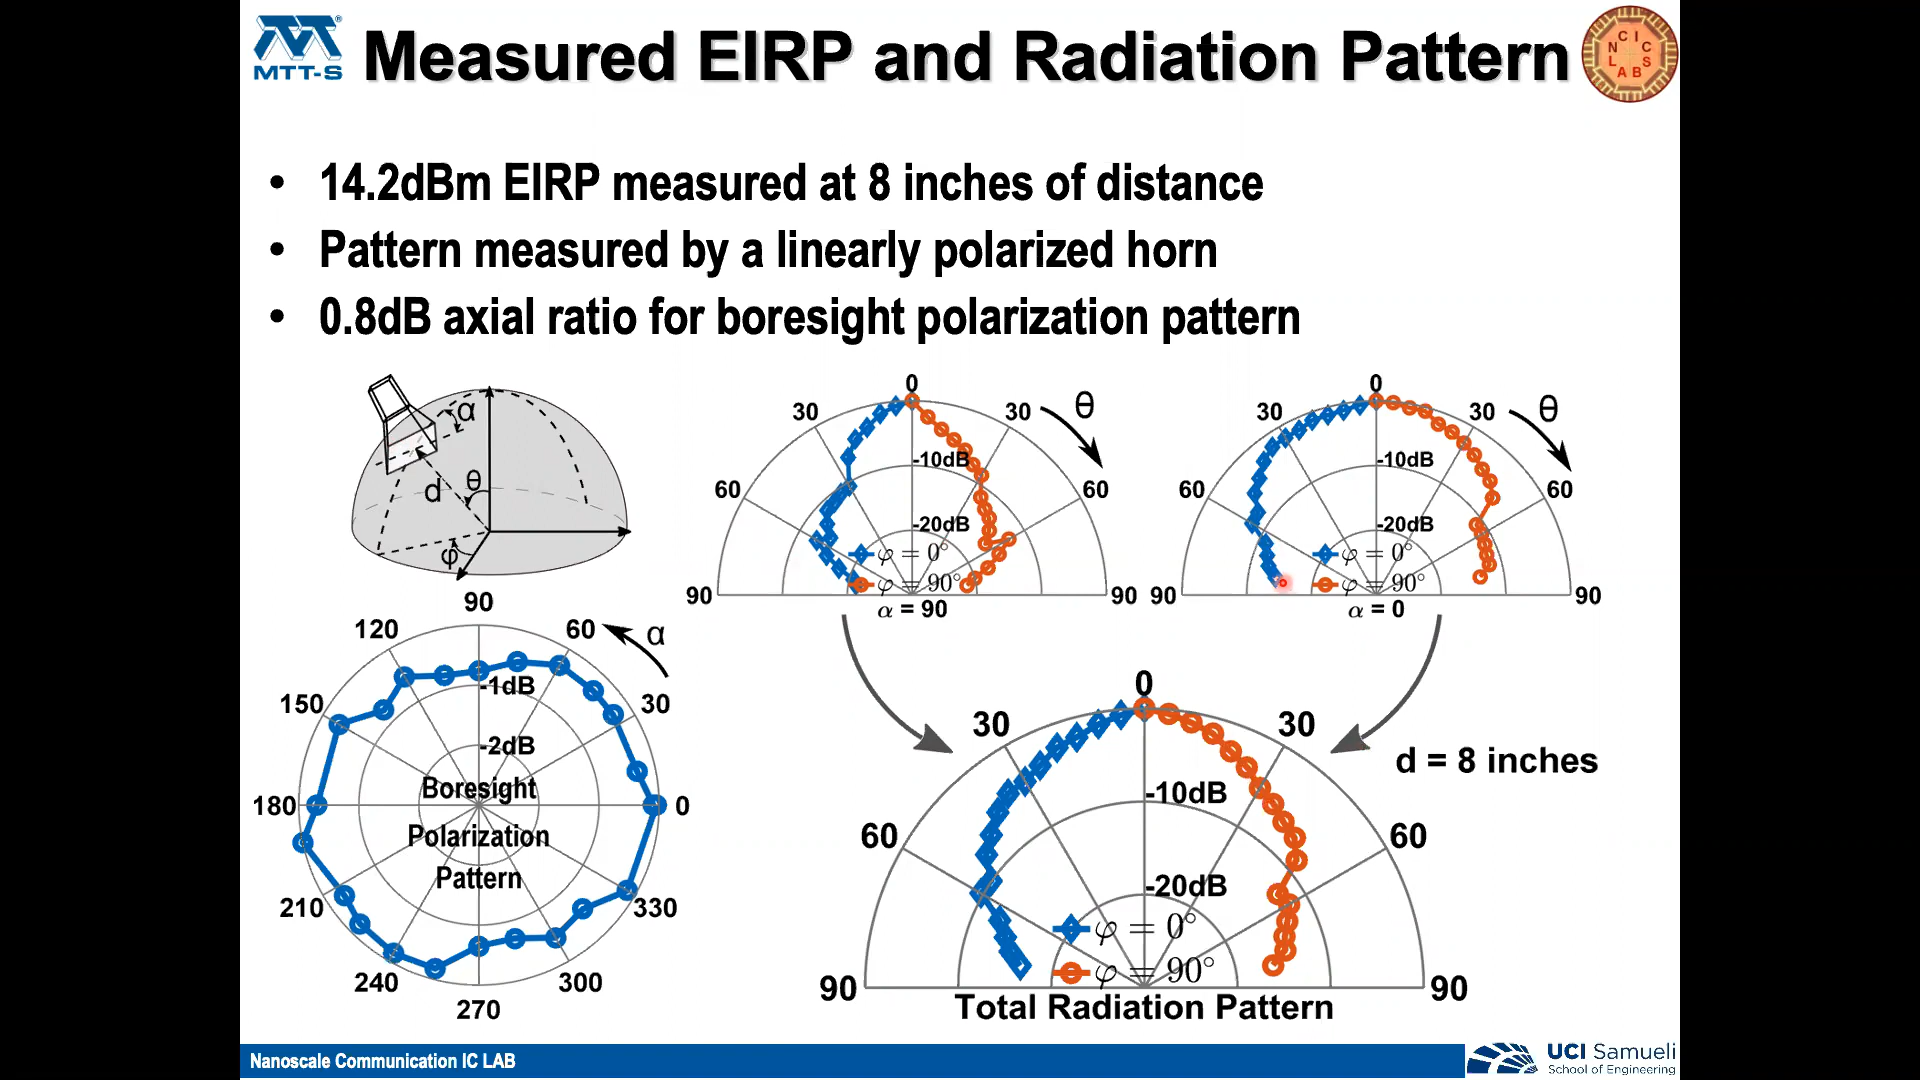 MTT-S
®
Measured EIRP and Radiation Pattern
NCIC
LABS
• 14.2dBm EIRP measured at 8 inches of distance
• Pattern measured by a linearly polarized horn
• 0.8dB axial ratio for boresight polarization pattern
α
θ
d
φ
0
30
30
θ
60
60
-10dB
-20dB
φ = 0°
φ = 90°
90
90
α = 90
0
30
30
θ
60
60
-10dB
-20dB
φ = 0°
φ = 90°
90
90
α = 0
90
120
60
α
150
30
-1dB
-2dB
Boresight
180
0
Polarization
Pattern
210
330
240
300
270
0
30
30
d = 8 inches
60
60
-10dB
-20dB
φ = 0°
φ = 90°
90
90
Total Radiation Pattern
Nanoscale Communication IC LAB
UCI Samueli
School of Engineering